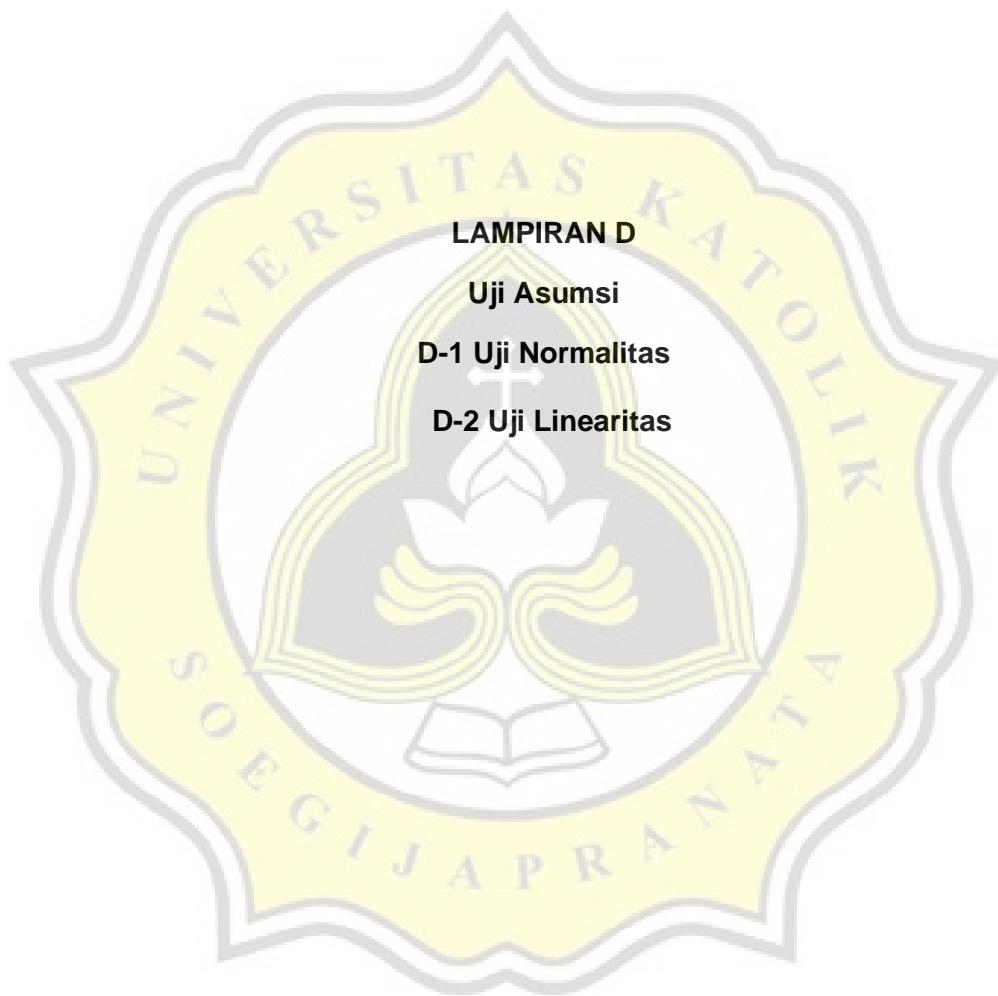 UNIVERSITAS KATOLIK
LAMPIRAN D
Uji Asumsi
D-1 Uji Normalitas
D-2 Uji Linearitas
SOEGIJAPRANATA